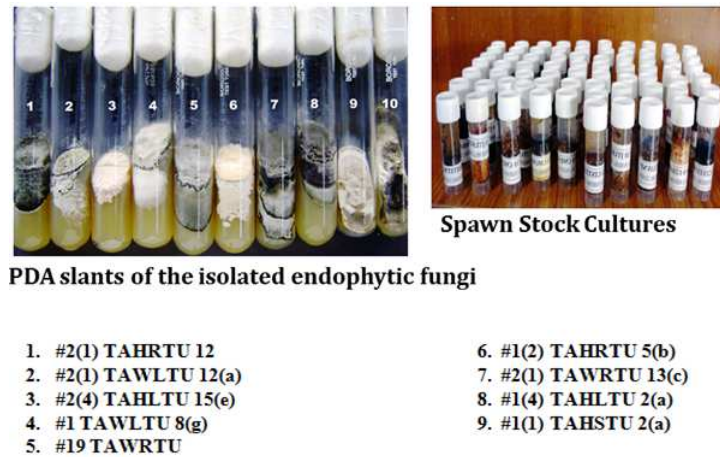 1 2 3 4 5 6 7 8 9 10
Spawn Stock Cultures
PDA slants of the isolated endophytic fungi
1. #2(1) TAHRTU 12
2. #2(1) TAWLTU 12(a)
3. #2(4) TAHLTU 15(e)
4. #1 TAWLTU 8(g)
5. #19 TAWRTU
6. #1(2) TAHRTU 5(b)
7. #2(1) TAWRTU 13(c)
8. #1(4) TAHLTU 2(a)
9. #1(1) TAHSTU 2(a)